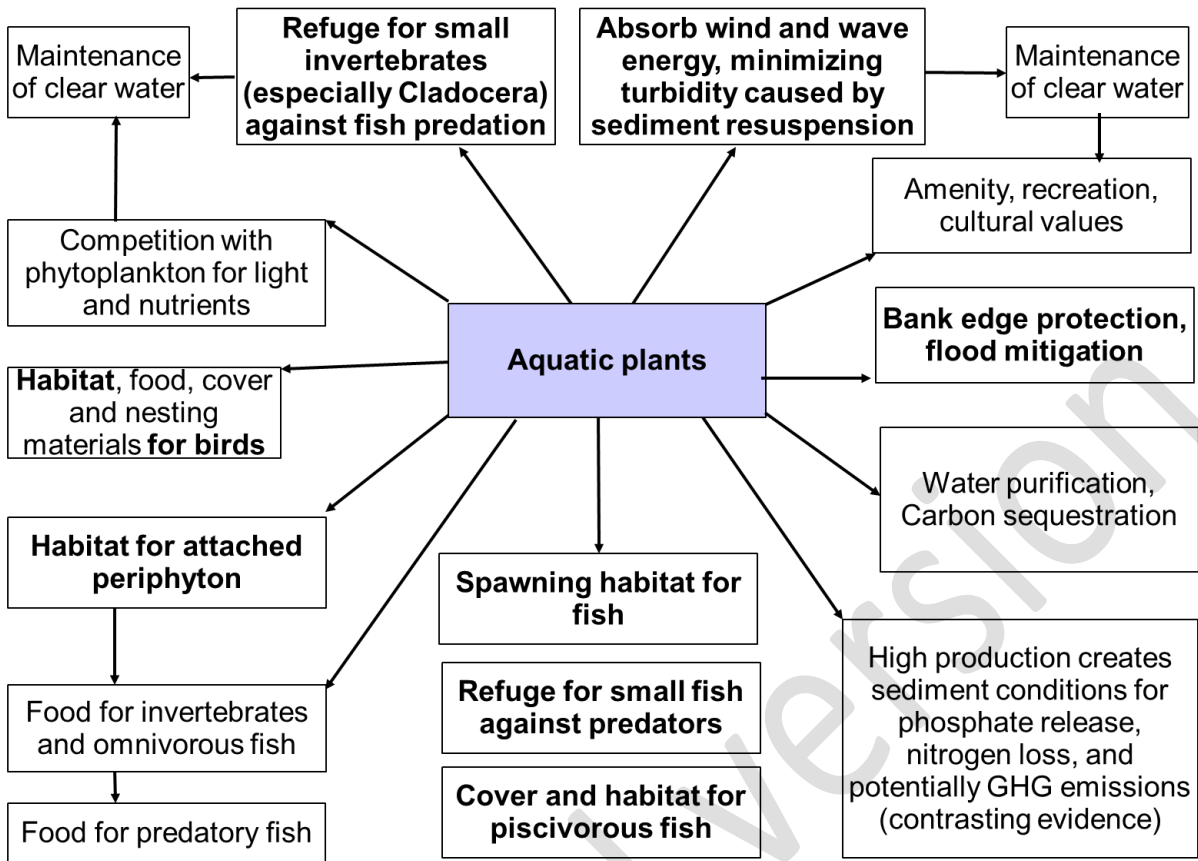 Maintenance
of clear water
Refuge for small
invertebrates
(especially Cladocera)
against fish predation
Absorb wind and wave
energy, minimizing
turbidity caused by
sediment resuspension
Maintenance
of clear water
Competition with
phytoplankton for light
and nutrients
Amenity, recreation,
cultural values
Aquatic plants
Bank edge protection,
flood mitigation
Habitat, food, cover
and nesting
materials for birds
Water purification,
Carbon sequestration
Habitat for attached
periphyton
Spawning habitat for
fish
High production creates
sediment conditions for
phosphate release,
nitrogen loss, and
potentially GHG emissions
(contrasting evidence)
Food for invertebrates
and omnivorous fish
Refuge for small fish
against predators
Food for predatory fish
Cover and habitat for
piscivorous fish
version